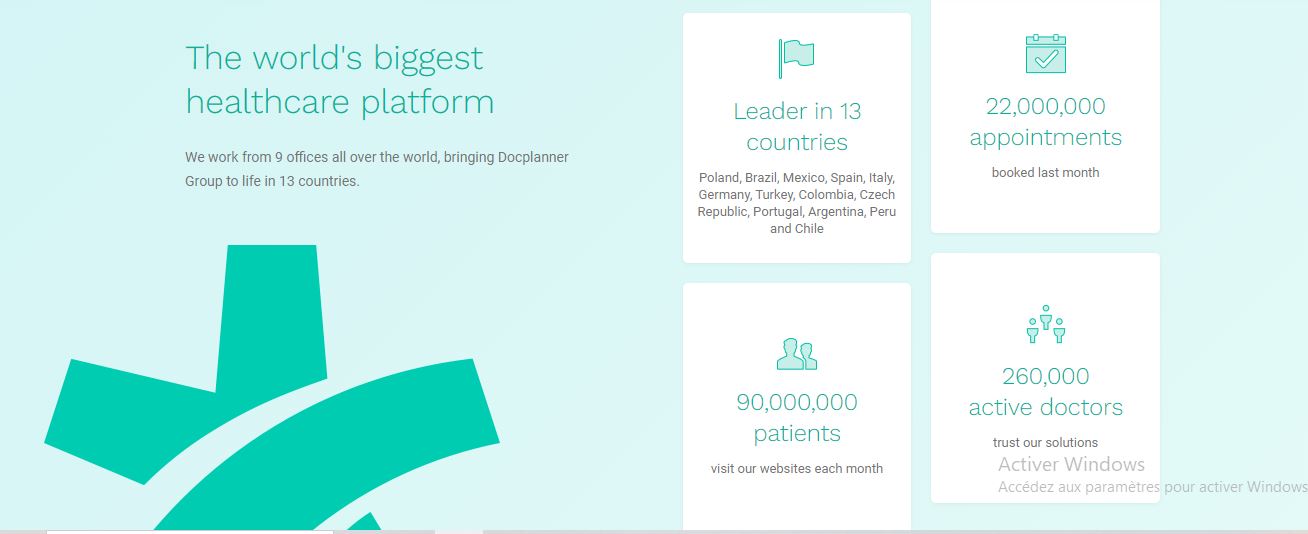 The world's biggest
healthcare platform
We work from 9 offices all over the world, bringing Docplanner
Group to life in 13 countries.
Leader in 13
countries
Poland, Brazil, Mexico, Spain, Italy,
Germany, Turkey, Colombia, Czech
Republic, Portugal, Argentina, Peru
and Chile
22,000,000
appointments
booked last month
90,000,000
patients
visit our websites each month
260,000
active doctors
trust our solutions
Activer Windows
Accédez aux paramètres pour activer Windows